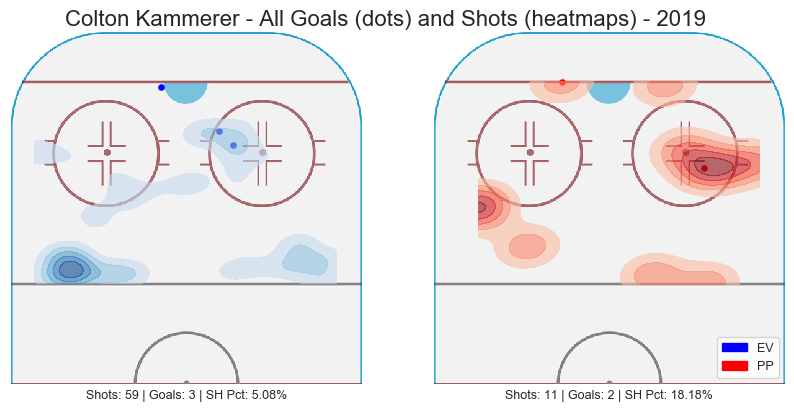 Colton Kammerer - All Goals (dots) and Shots (heatmaps) - 2019
EV
PP
Shots: 59 | Goals: 3 | SH Pct: 5.08%
Shots: 11 | Goals: 2 | SH Pct: 18.18%